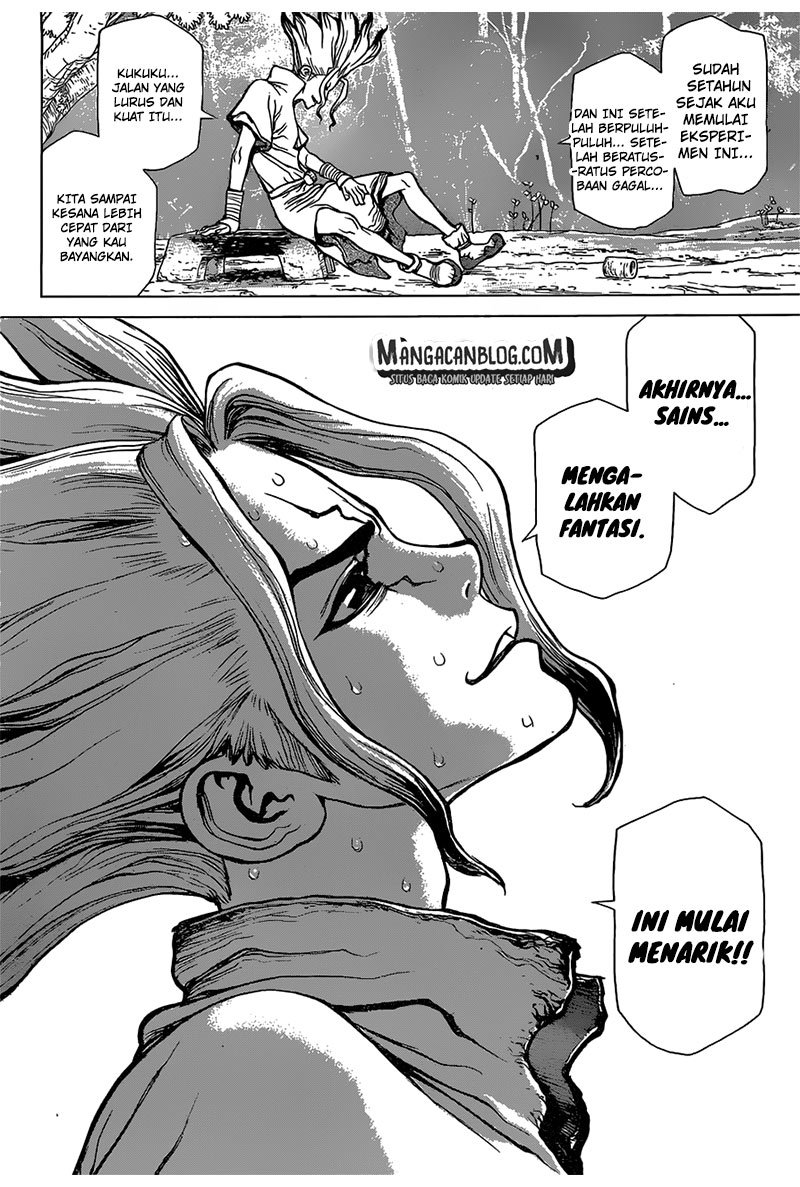 SUDAH
SETAHUN
SEJAK AKU
MEMULAI
EKSPERI-
MEN INI...
DAN INI SETE-
LAH BERPULUH-
PULUH... SETE-
LAH BERATUS-
RATUS PERCO-
BAAN GAGAL...
KUKUKU...
JALAN YANG
LURUS DAN
KUAT ITU...
KITA SAMPAI
KESANA LEBIH
CEPAT DARI
YANG KAU
BAYANGKAN.
MANGACANBLOG.COM
SITUS BACA KOMIK UPDATE SETIAP HARI
AKHIRNYA...
SAINS...
MENGA-
LAHKAN
FANTASI.
INI MULAI
MENARIK!!